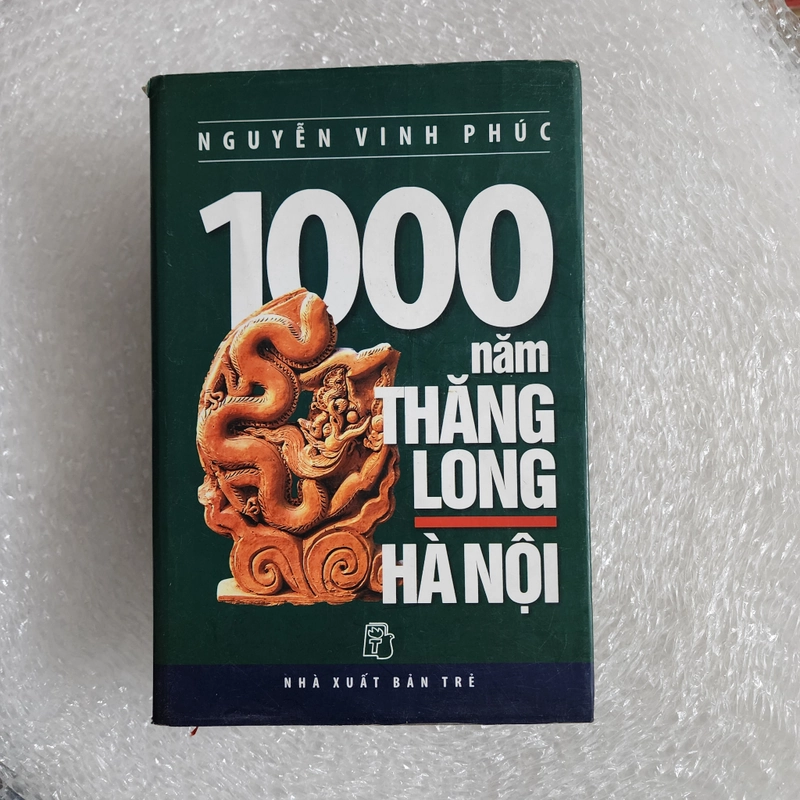 NGUYỄN VINH PHÚC
1000
năm
THĂNG
LONG
HÀ NỘI
T
NHÀ XUẤT BẢN TRẺ